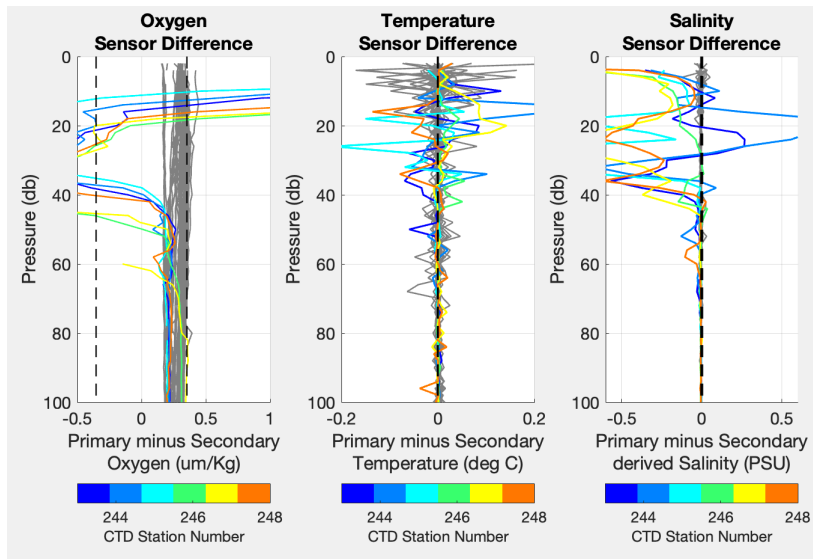 Oxygen
Sensor Difference
0
20
40
60
80
100
Pressure (db)
-0.5 0 0.5 1
Primary minus Secondary
Oxygen (um/Kg)
244 246 248
CTD Station Number
Temperature
Sensor Difference
0
20
40
60
80
100
Pressure (db)
-0.2 0 0.2
Primary minus Secondary
Temperature (deg C)
244 246 248
CTD Station Number
Salinity
Sensor Difference
0
20
40
60
80
100
Pressure (db)
-0.5 0 0.5
Primary minus Secondary
derived Salinity (PSU)
244 246 248
CTD Station Number